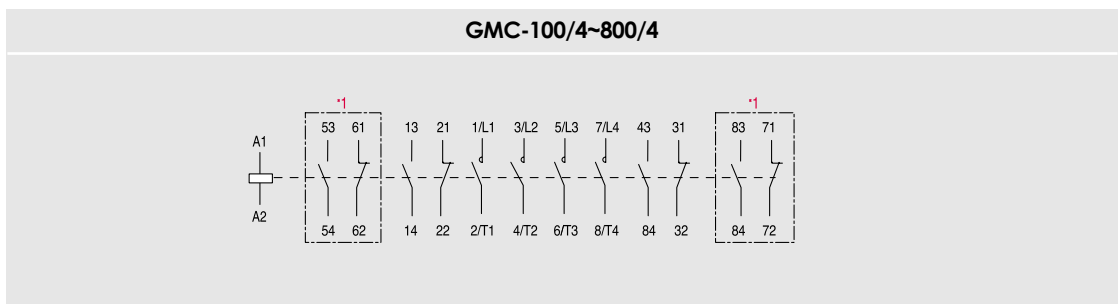 GMC-100/4~800/4
*1 *1
53 61 13 21 1/L1 3/L2 5/L3 7/L4 43 31 83 71
A1
A2
54 62 14 22 2/T1 4/T2 6/T3 8/T4 84 32 84 72